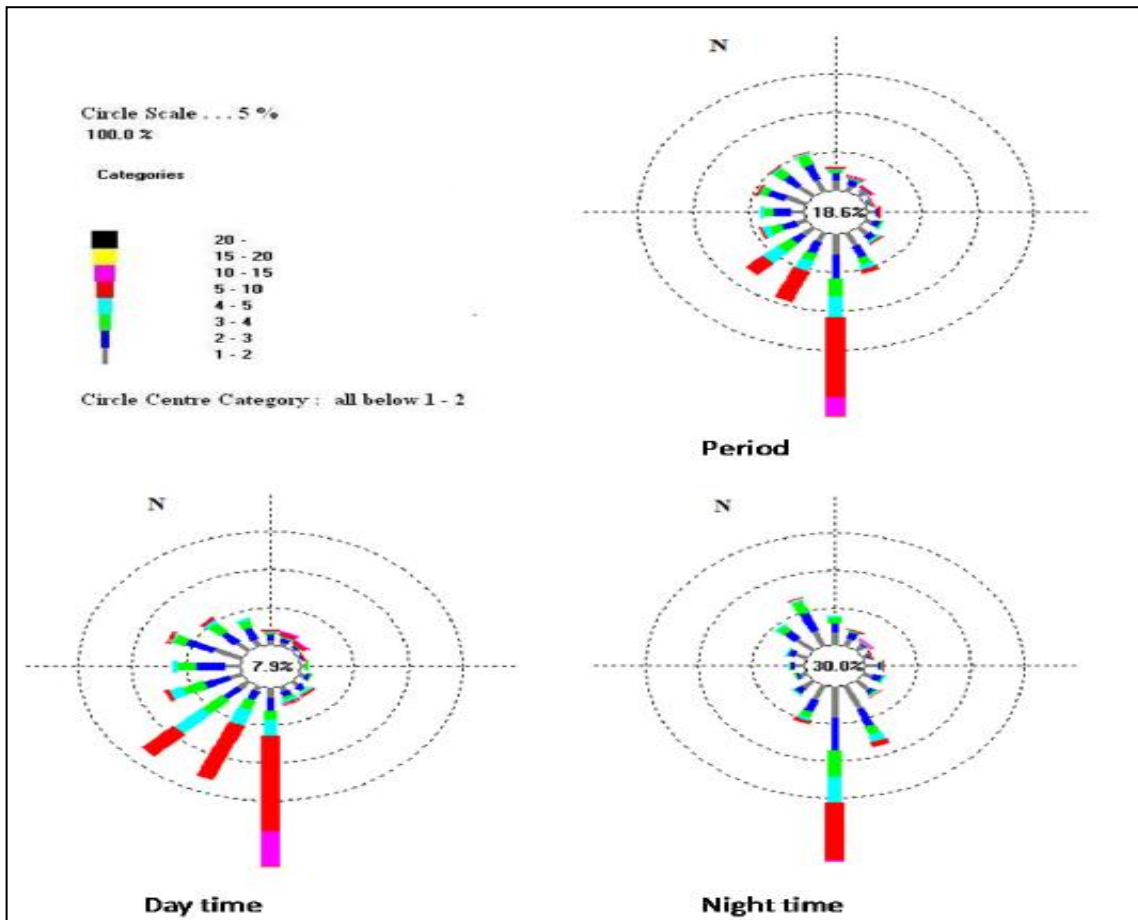 N
Circle Scale . . . 5 %
100.0 %
Categories
20 -
15 - 20
10 - 15
5 - 10
4 - 5
3 - 4
2 - 3
1 - 2
Circle Centre Category : all below 1 - 2
18.6%
Period
N
7.9%
Day time
N
30.0%
Night time